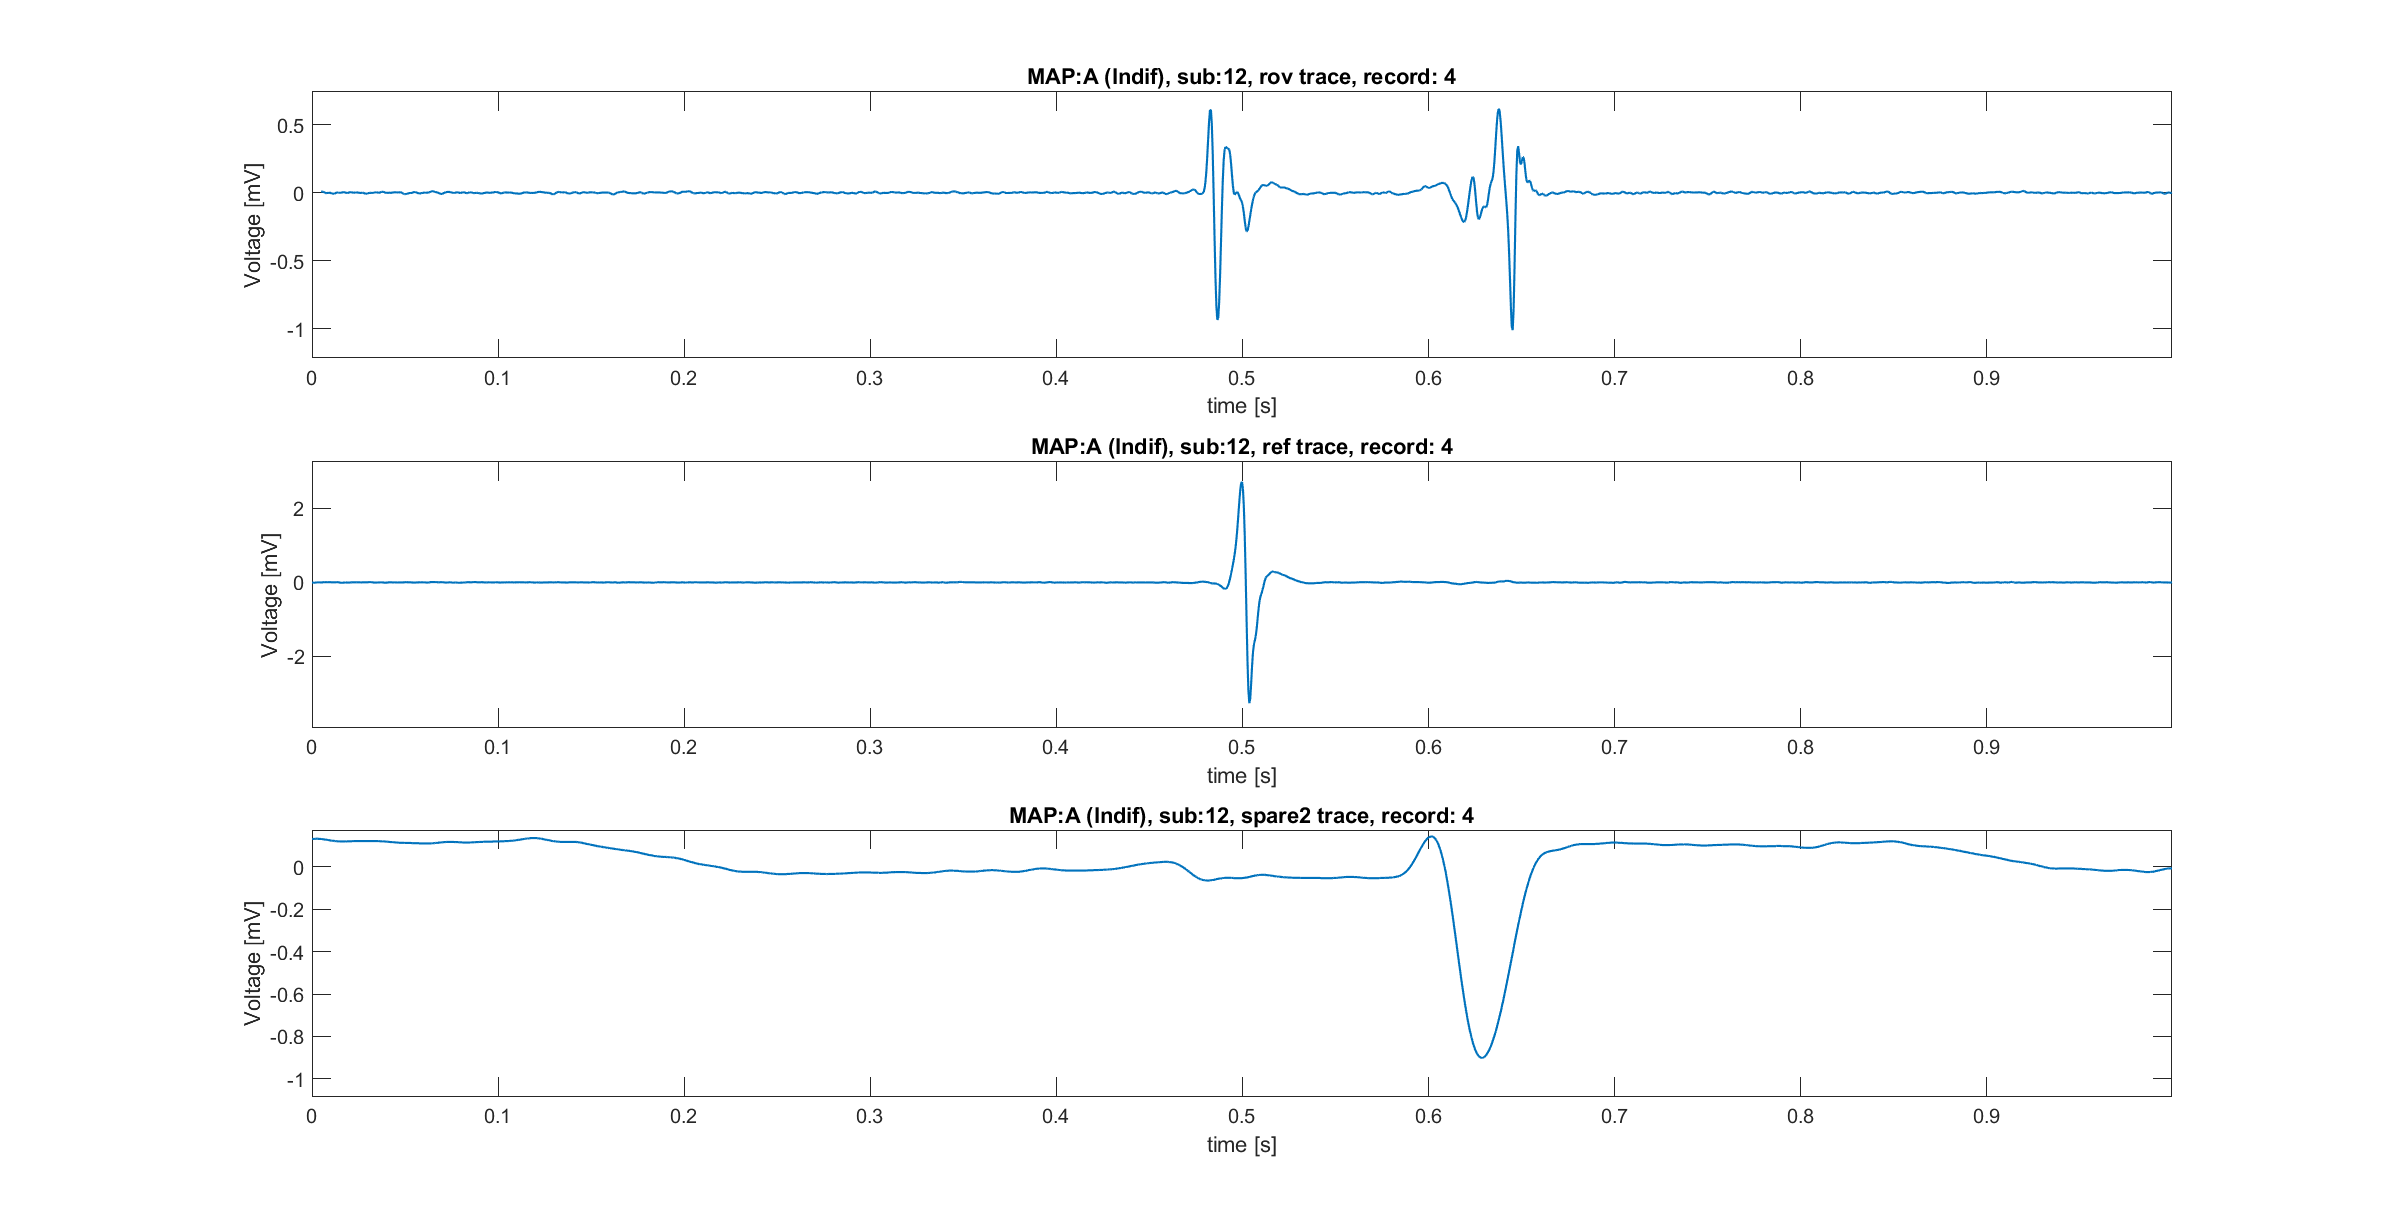 MAP:A (Indif), sub:12, rov trace, record: 4
Voltage [mV]
0.5
0
-0.5
-1
0 0.1 0.2 0.3 0.4 0.5 0.6 0.7 0.8 0.9
time [s]
MAP:A (Indif), sub:12, ref trace, record: 4
Voltage [mV]
2
0
-2
0 0.1 0.2 0.3 0.4 0.5 0.6 0.7 0.8 0.9
time [s]
MAP:A (Indif), sub:12, spare2 trace, record: 4
Voltage [mV]
0
-0.2
-0.4
-0.6
-0.8
-1
0 0.1 0.2 0.3 0.4 0.5 0.6 0.7 0.8 0.9
time [s]